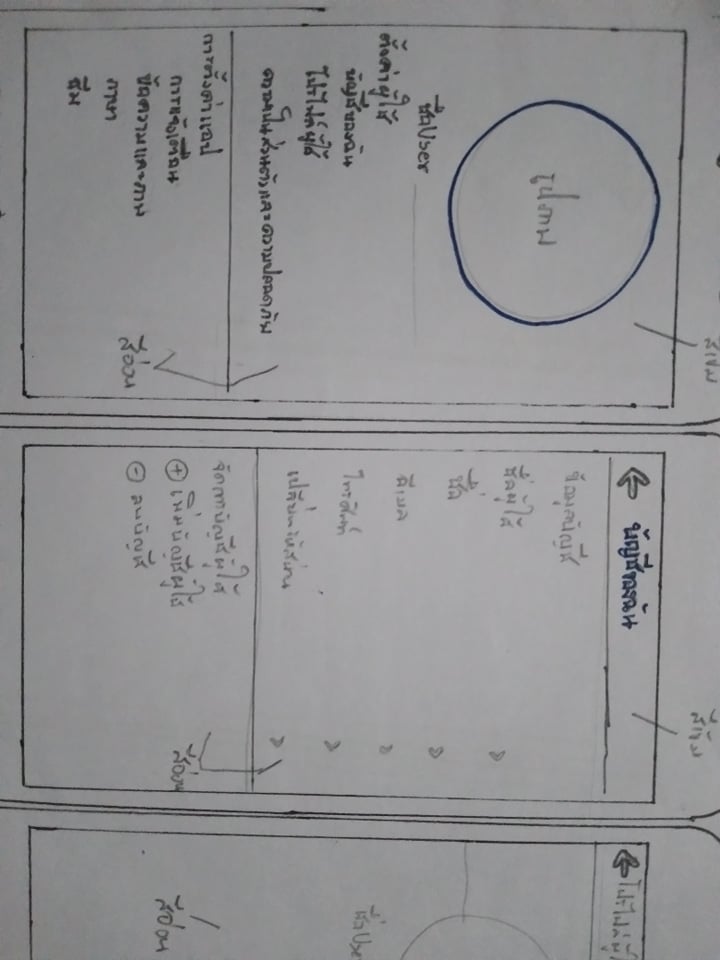 สีเข้ม
รูปภาพ
ชื่อUser
ตั้งค่าผู้ใช้
บัญชีของฉัน
โปรไฟล์ผู้ใช้
ความเป็นส่วนตัวและความปลอดภัย
การตั้งค่าแอป
การแจ้งเตือน
ข้อความและภาพ
ภาษา
ธีม
สีอ่อน
สีเข้ม
บัญชีของฉัน
ข้อมูลบัญชี
ชื่อผู้ใช้
ชื่อ
อีเมล
โทรศัพท์
เปลี่ยนรหัสผ่าน
จัดการบัญชีผู้ใช้
+ เพิ่มบัญชีผู้ใช้
- ลบบัญชี
สีอ่อน
โปรไฟล์ผู้ใ
ชื่อUser
สีอ่อน